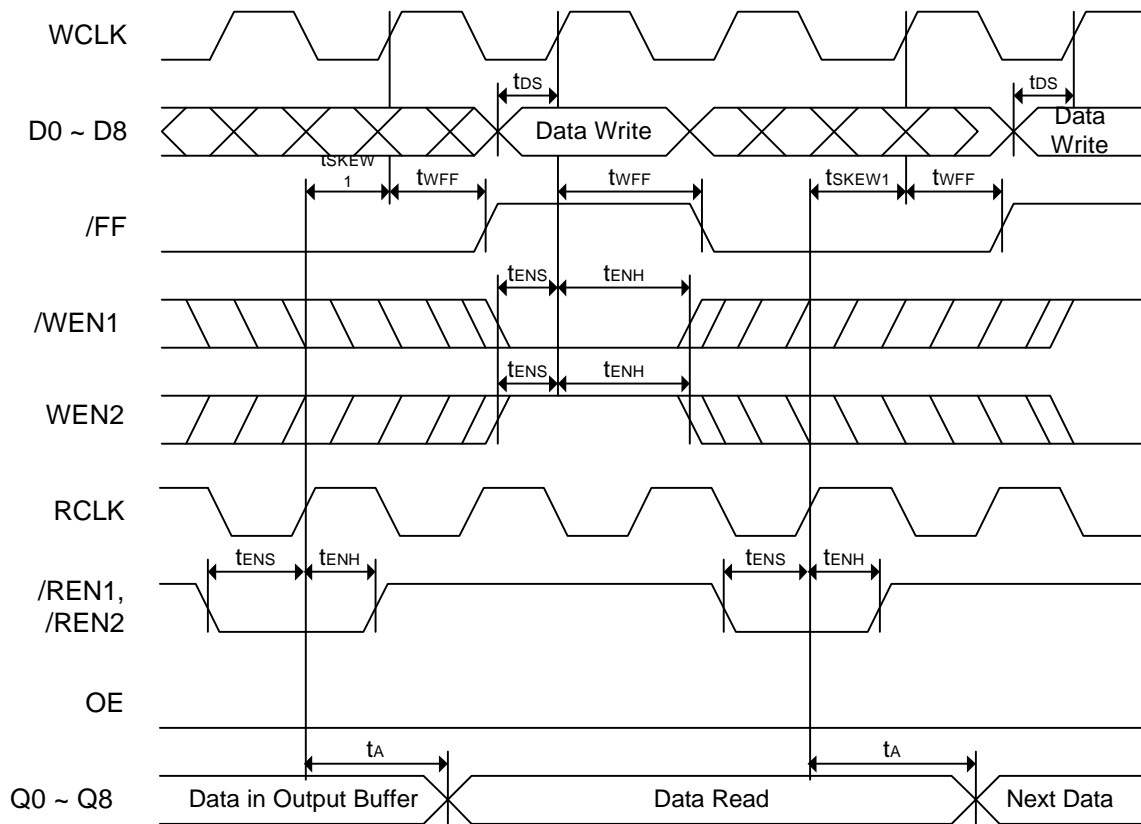 WCLK
tDS
tDS
D0 ~ D8
Data Write
Data
Write
tSKEW
1
tWFF
tWFF
tSKEW1
tWFF
/FF
tENS
tENH
/WEN1
tENS
tENH
WEN2
RCLK
tENS
tENH
tENS
tENH
/REN1,
/REN2
OE
tA
tA
Q0 ~ Q8
Data in Output Buffer
Data Read
Next Data